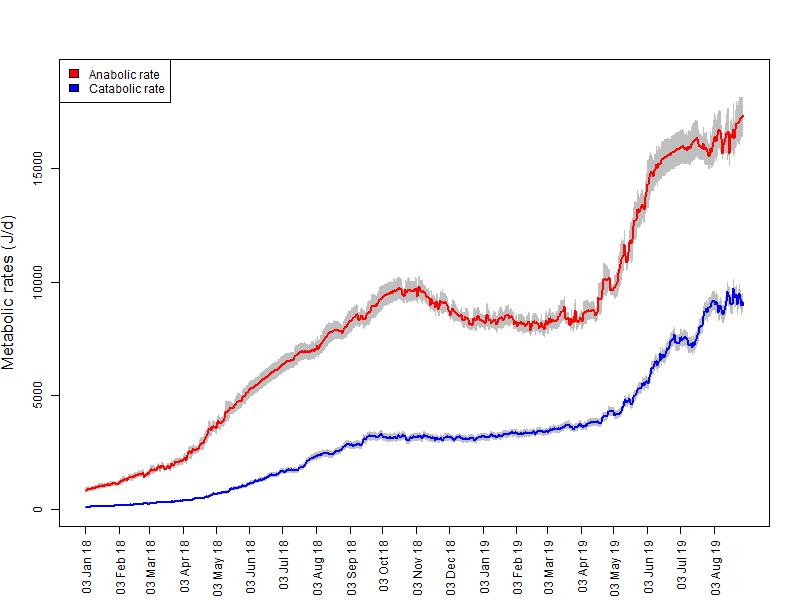 Anabolic rate
Catabolic rate
Metabolic rates (J/d)
15000
10000
5000
0
03 Jan 18
03 Feb 18
03 Mar 18
03 Apr 18
03 May 18
03 Jun 18
03 Jul 18
03 Aug 18
03 Sep 18
03 Oct 18
03 Nov 18
03 Dec 18
03 Jan 19
03 Feb 19
03 Mar 19
03 Apr 19
03 May 19
03 Jun 19
03 Jul 19
03 Aug 19